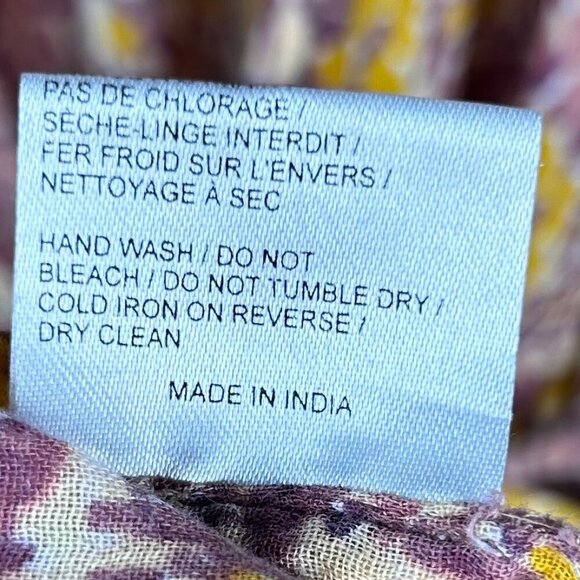 PAS DE CHLORAGE /
SÈCHE-LINGE INTERDIT /
FER FROID SUR L'ENVERS /
NETTOYAGE À SEC
HAND WASH / DO NOT
BLEACH / DO NOT TUMBLE DRY /
COLD IRON ON REVERSE /
DRY CLEAN
MADE IN INDIA